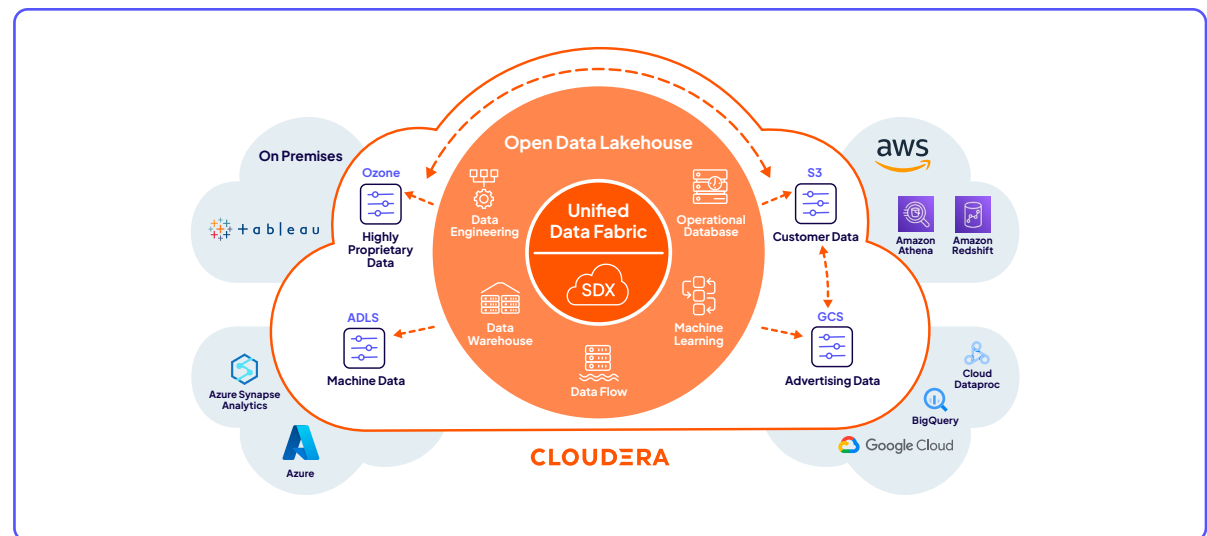 On Premises
+ a b | e a u
Ozone
Highly
Proprietary
Data
ADLS
Machine Data
Azure Synapse
Analytics
Azure
Open Data Lakehouse
Data
Engineering
Operational
Database
Unified
Data Fabric
SDX
Data
Warehouse
Machine
Learning
Data Flow
S3
Customer Data
GCS
Advertising Data
aws
Amazon
Athena
Amazon
Redshift
Cloud
Dataproc
BigQuery
Google Cloud
CLOUDERA